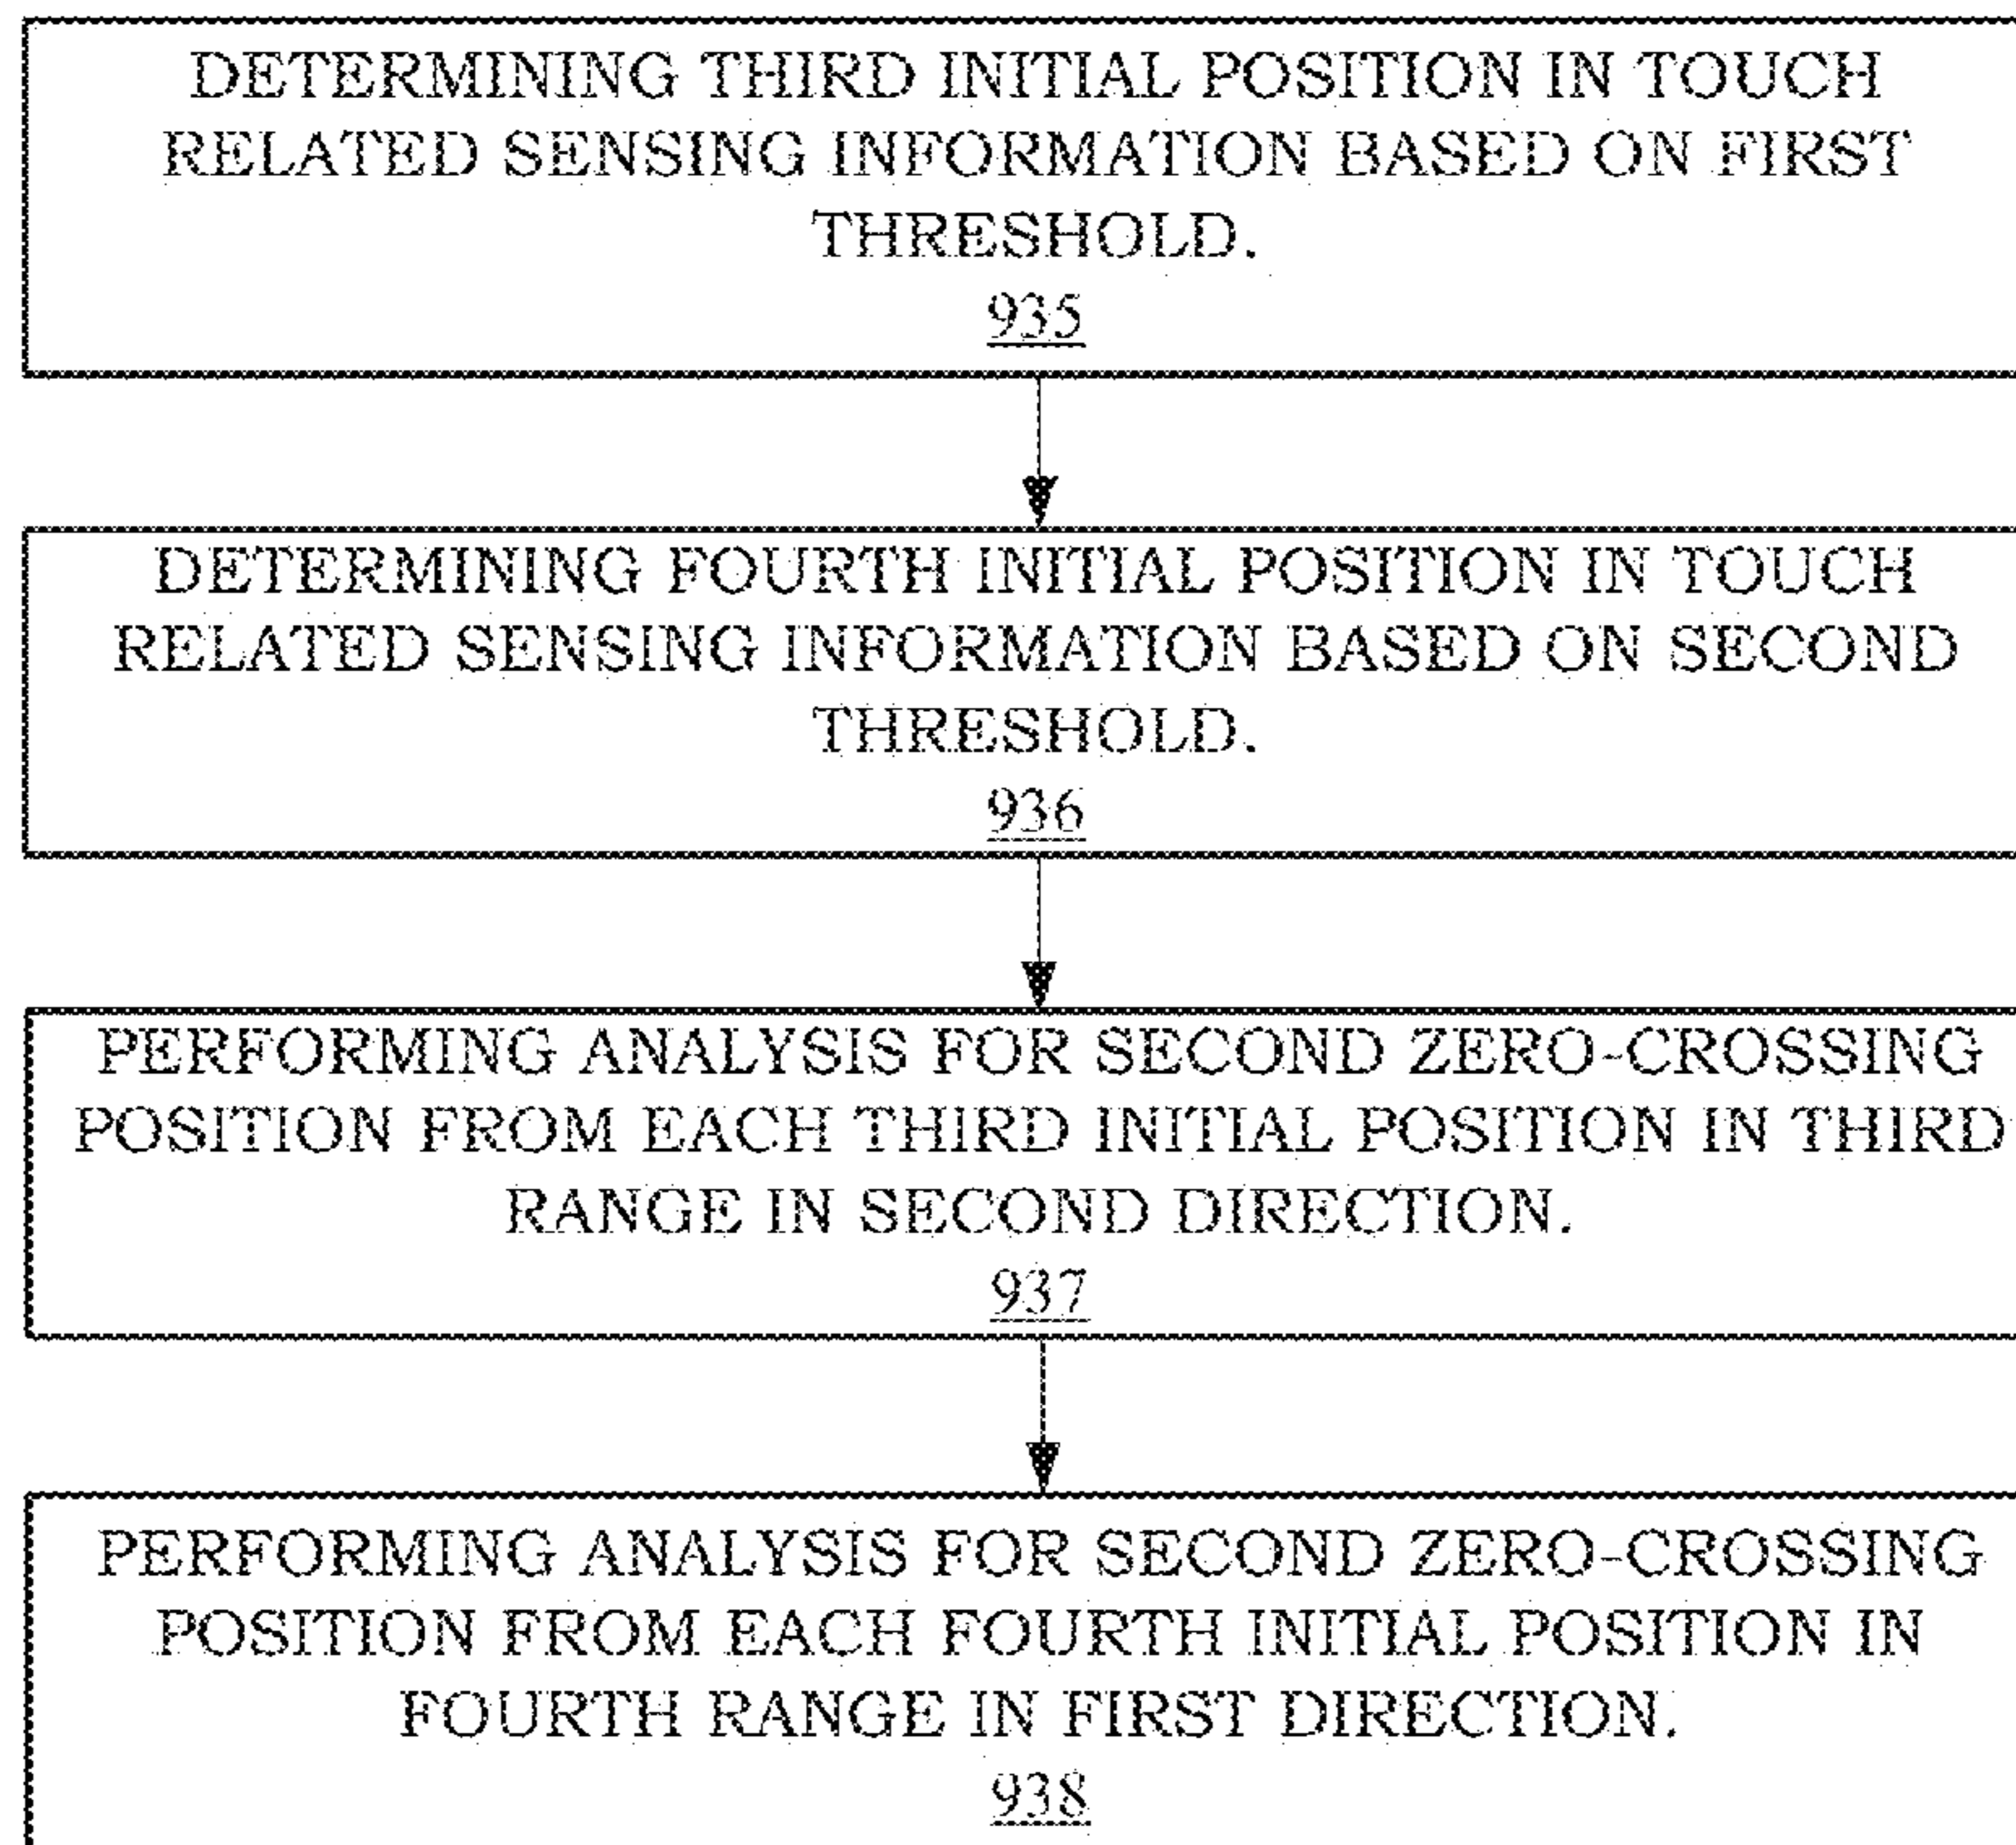 DETERMINING THIRD INITIAL POSITION IN TOUCH
RELATED SENSING INFORMATION BASED ON FIRST
THRESHOLD.
935
DETERMINING FOURTH INITIAL POSITION IN TOUCH
RELATED SENSING INFORMATION BASED ON SECOND
THRESHOLD.
936
PERFORMING ANALYSIS FOR SECOND ZERO-CROSSING
POSITION FROM EACH THIRD INITIAL POSITION IN THIRD
RANGE IN SECOND DIRECTION.
937
PERFORMING ANALYSIS FOR SECOND ZERO-CROSSING
POSITION FROM EACH FOURTH INITIAL POSITION IN
FOURTH RANGE IN FIRST DIRECTION.
938